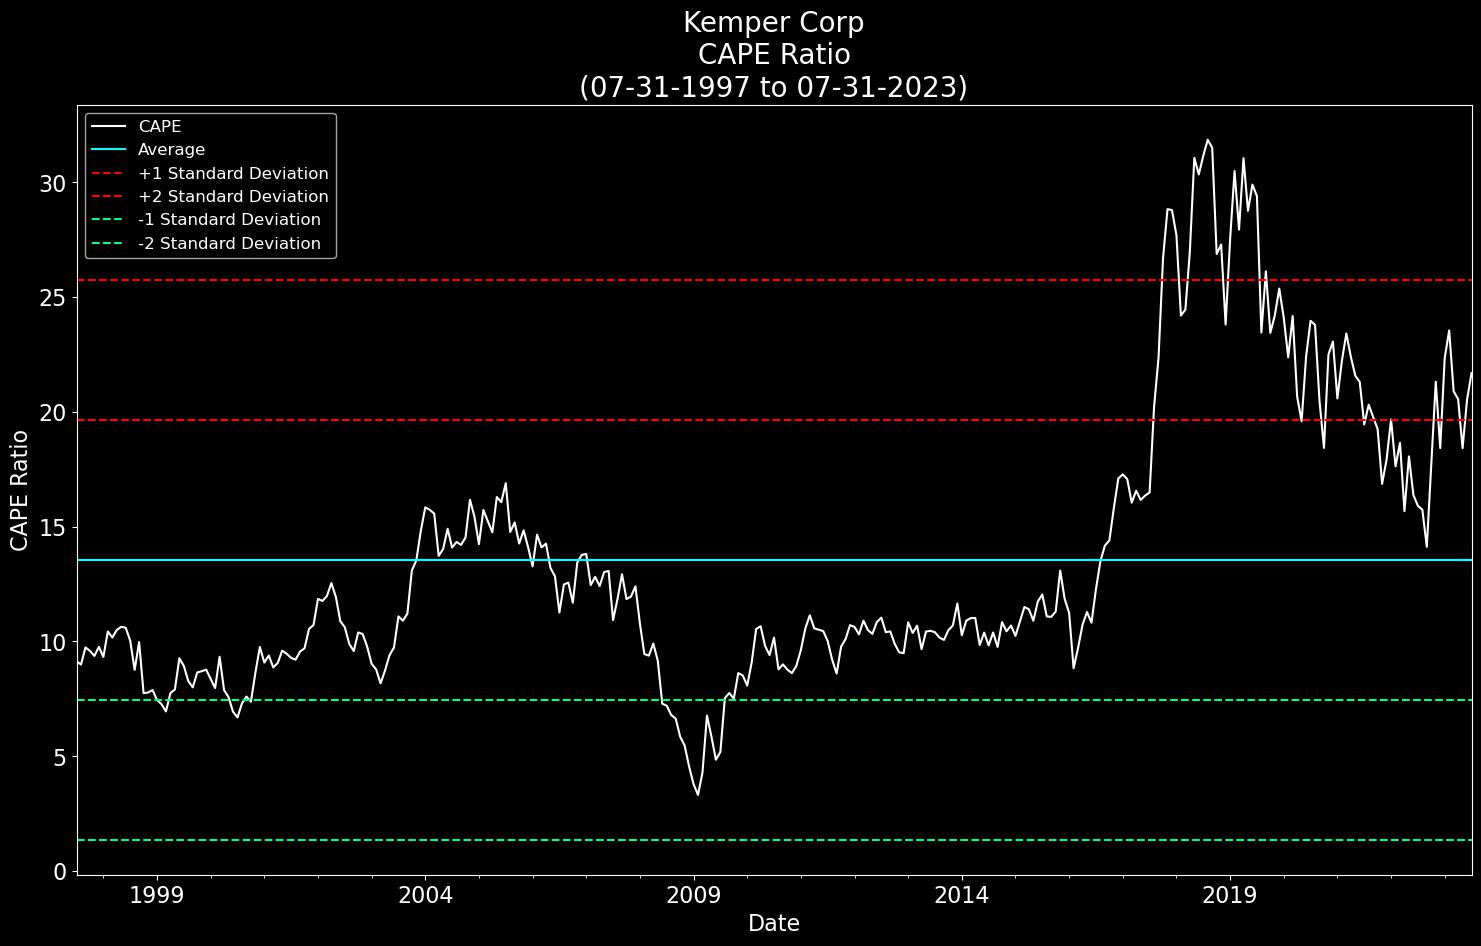 Kemper Corp
CAPE Ratio
(07-31-1997 to 07-31-2023)
CAPE
Average
+1 Standard Deviation
+2 Standard Deviation
-1 Standard Deviation
-2 Standard Deviation
CAPE Ratio
30
25
20
15
10
5
0
1999 2004 2009 2014 2019
Date